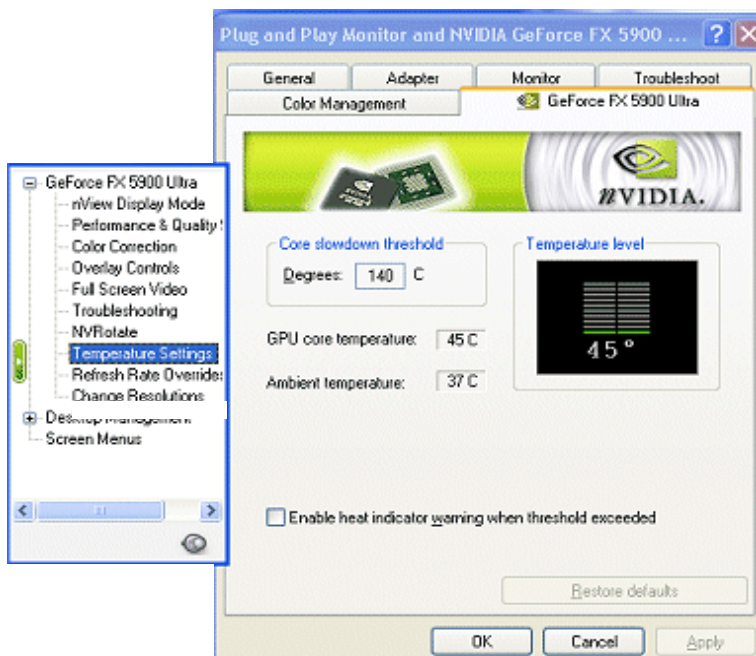 Plug and Play Monitor and NVIDIA GeForce FX 5900 ...
General
Adapter
Monitor
Troubleshoot
Color Management
GeForce FX 5900 Ultra
nVIDIA.
Core slowdown threshold
Degrees: 140 C
Temperature level
45°
GPU core temperature: 45 C
Ambient temperature: 37 C
Enable heat indicator warning when threshold exceeded
Restore defaults
OK
Cancel
Apply
GeForce FX 5900 Ultra
nView Display Mode
Performance & Quality
Color Correction
Overlay Controls
Full Screen Video
Troubleshooting
NVRotate
Temperature Settings
Refresh Rate Overrides
Change Resolutions
Desktop Management
Screen Menus